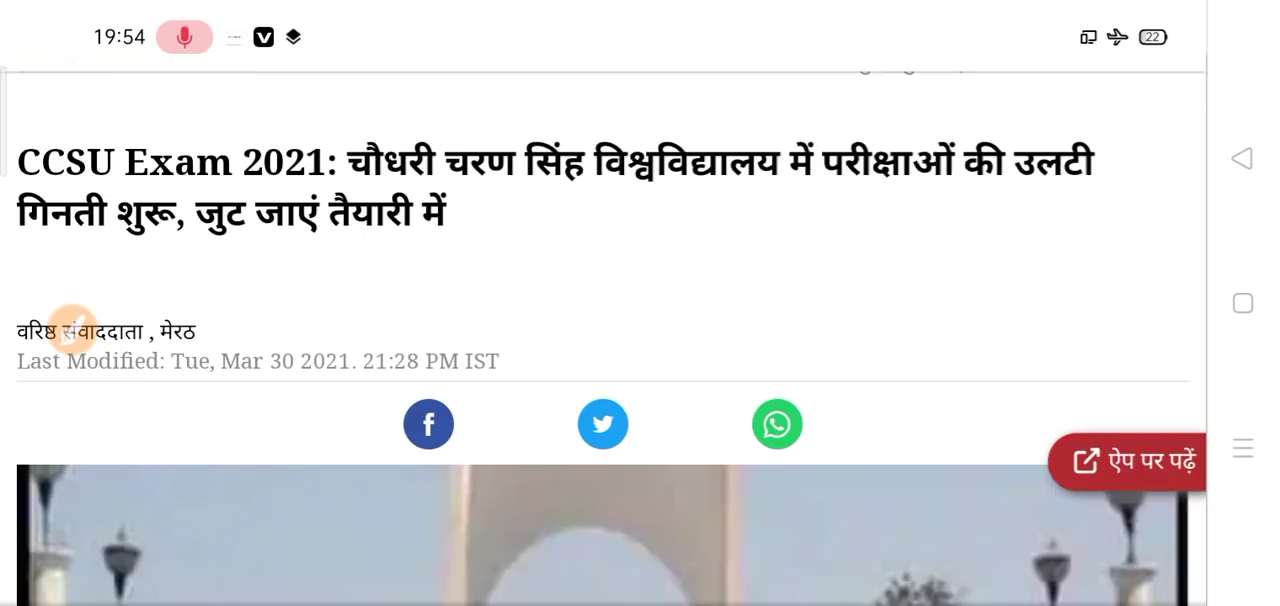 19:54
22
CCSU Exam 2021: चौधरी चरण सिंह विश्वविद्यालय में परीक्षाओं की उलटी
गिनती शुरू, जुट जाएं तैयारी में
वरिष्ठ संवाददाता , मेरठ
Last Modified: Tue, Mar 30 2021. 21:28 PM IST
ऐप पर पढ़ें